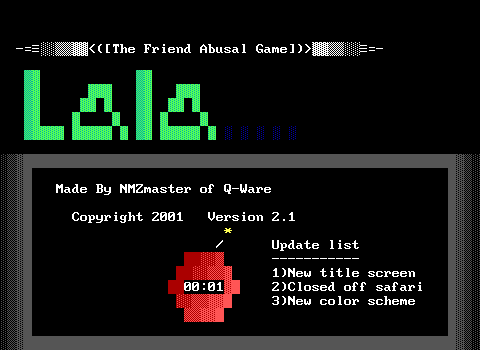 -=≡░░▒▒▓▓<([The Friend Abusal Game])>▓▓▒▒░░≡=-
Lala
Made By NMZmaster of Q-Ware
Copyright 2001 Version 2.1
*
Update list
-----------
00:01
1)New title screen
2)Closed off safari
3)New color scheme